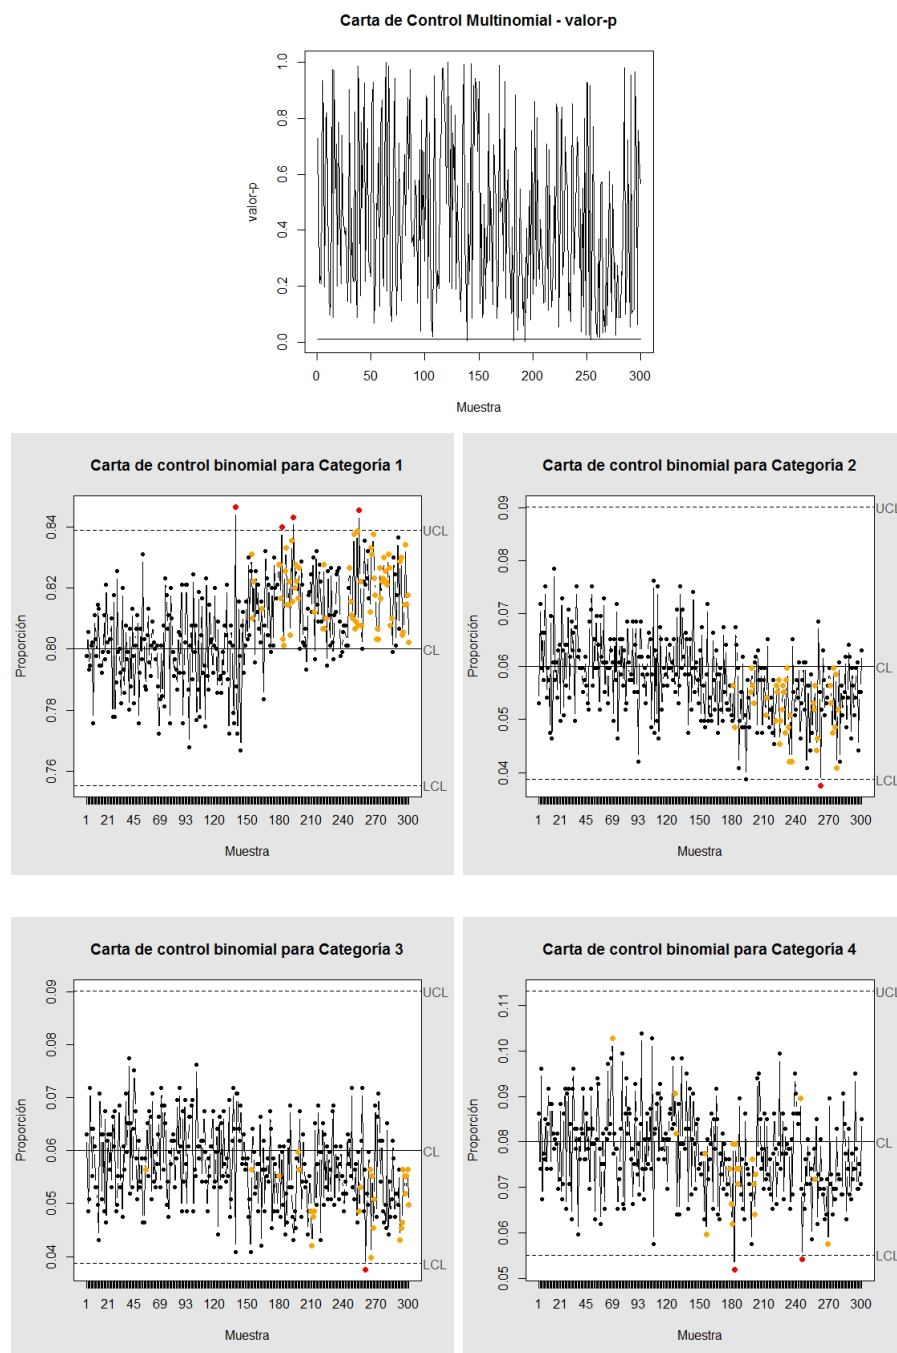 Carta de Control Multinomial - valor-p
valor-p
1.0
0.8
0.6
0.4
0.2
0.0
0 50 100 150 200 250 300
Muestra
Carta de control binomial para Categoría 1
Proporción
0.84
0.82
0.80
0.78
0.76
UCL
CL
LCL
1 21 45 69 93 120 150 180 210 240 270 300
Muestra
Carta de control binomial para Categoría 2
Proporción
0.09
0.08
0.07
0.06
0.05
0.04
UCL
CL
LCL
1 21 45 69 93 120 150 180 210 240 270 300
Muestra
Carta de control binomial para Categoría 3
Proporción
0.09
0.08
0.07
0.06
0.05
0.04
UCL
CL
LCL
1 21 45 69 93 120 150 180 210 240 270 300
Muestra
Carta de control binomial para Categoría 4
Proporción
0.11
0.10
0.09
0.08
0.07
0.06
0.05
UCL
CL
LCL
1 21 45 69 93 120 150 180 210 240 270 300
Muestra